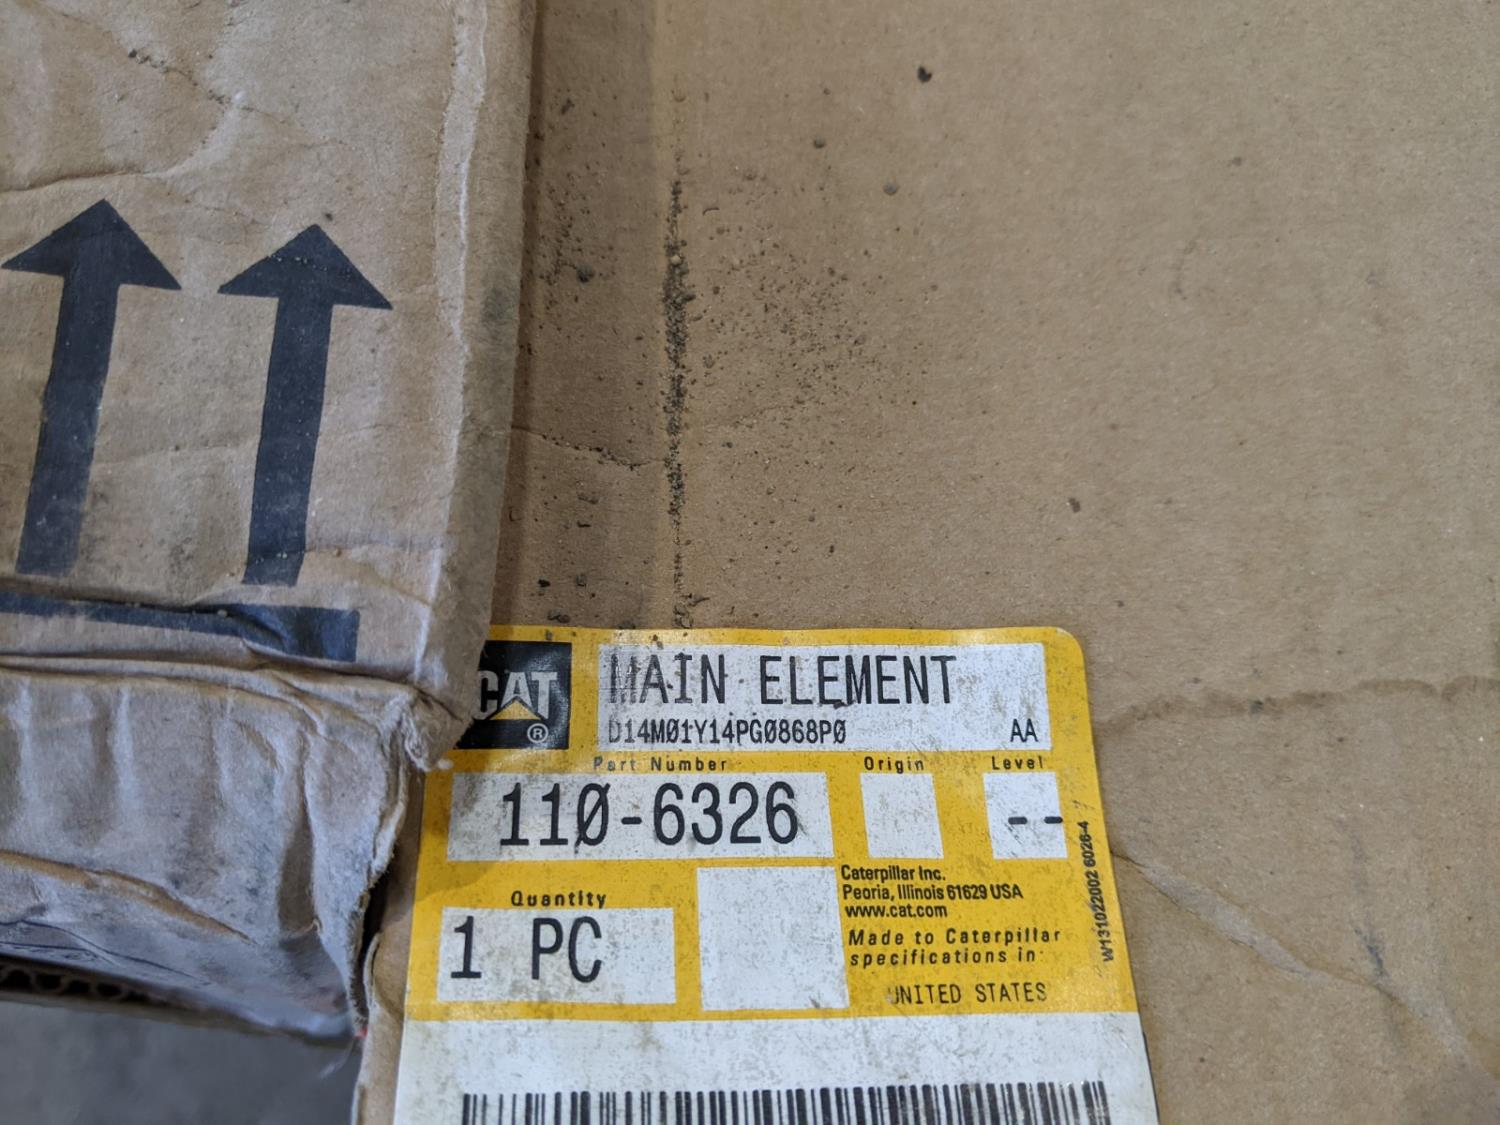 CAT
®
MAIN ELEMENT
D14M01Y14PG0868P0 AA
Part Number Origin Level
110-6326 --
Quantity
1 PC
Caterpillar Inc.
Peoria, Illinois 61629 USA
www.cat.com
Made to Caterpillar
specifications in:
UNITED STATES
W131022002 6026-4